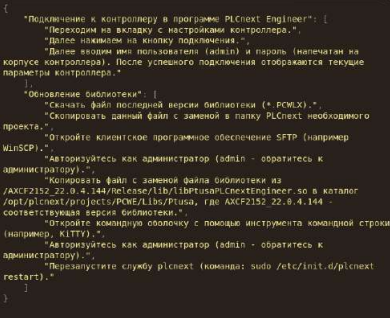 {
"Подключение к контроллеру в программе PLCnext Engineer": [
"Переходим на вкладку с настройками контроллера.",
"Далее нажимаем на кнопку подключения.",
"Далее вводим имя пользователя (admin) и пароль (напечатан на
корпусе контроллера). После успешного подключения отображаются текущие
параметры контроллера."
],
"Обновление библиотеки": [
"Скачать файл последней версии библиотеки (*.PCWLX).",
"Скопировать данный файл с заменой в папку PLCnext необходимого
проекта.",
"Откройте клиентское программное обеспечение SFTP (например
WinSCP).",
"Авторизуйтесь как администратор (admin - обратитесь к
администратору).",
"Копировать файл с заменой файла библиотеки из
/AXCF2152_22.0.4.144/Release/lib/libPtusaPLCnextEngineer.so в каталог
/opt/plcnext/projects/PCWE/Libs/Ptusa, где AXCF2152_22.0.4.144 -
соответствующая версия библиотеки.",
"Откройте командную оболочку с помощью инструмента командной строки
(например, KiTTY).",
"Авторизуйтесь как администратор (admin - обратитесь к
администратору).",
"Перезапустите службу plcnext (команда: sudo /etc/init.d/plcnext
restart)."
]
}